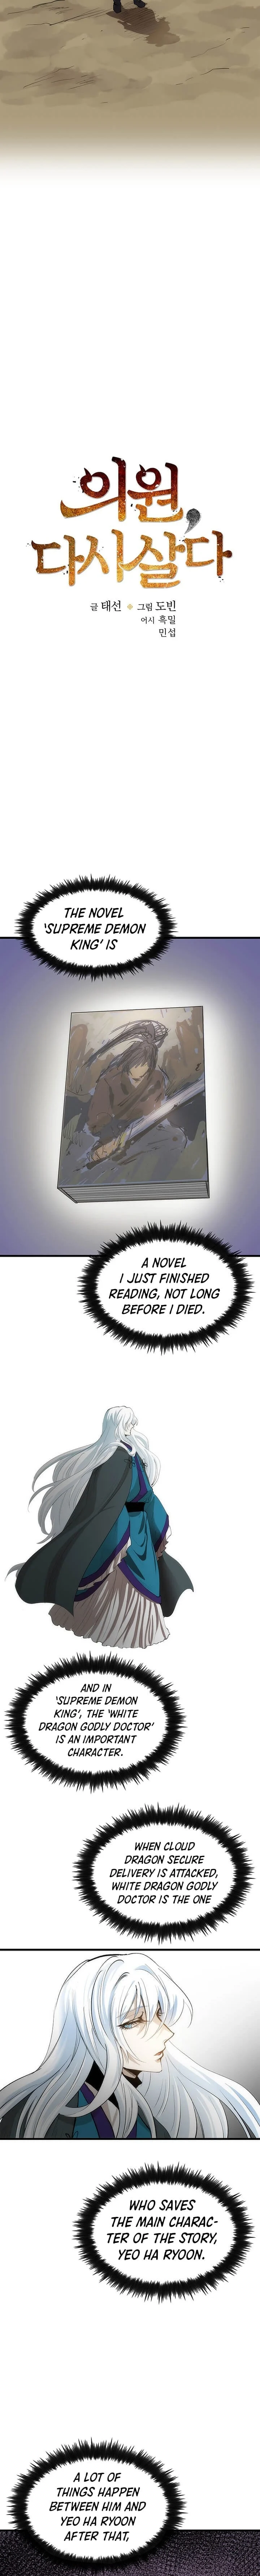 의원,
다시 살다
글 태선 그림 도빈
어시 흑밀
민섭
THE NOVEL
'SUPREME DEMON
KING' IS
A NOVEL
I JUST FINISHED
READING, NOT LONG
BEFORE I DIED.
AND IN
'SUPREME DEMON
KING', THE 'WHITE
DRAGON GODLY DOCTOR'
IS AN IMPORTANT
CHARACTER.
WHEN CLOUD
DRAGON SECURE
DELIVERY IS ATTACKED,
WHITE DRAGON GODLY
DOCTOR IS THE ONE
WHO SAVES
THE MAIN CHARAC-
TER OF THE STORY,
YEO HA RYOON.
A LOT OF
THINGS HAPPEN
BETWEEN HIM AND
YEO HA RYOON
AFTER THAT,